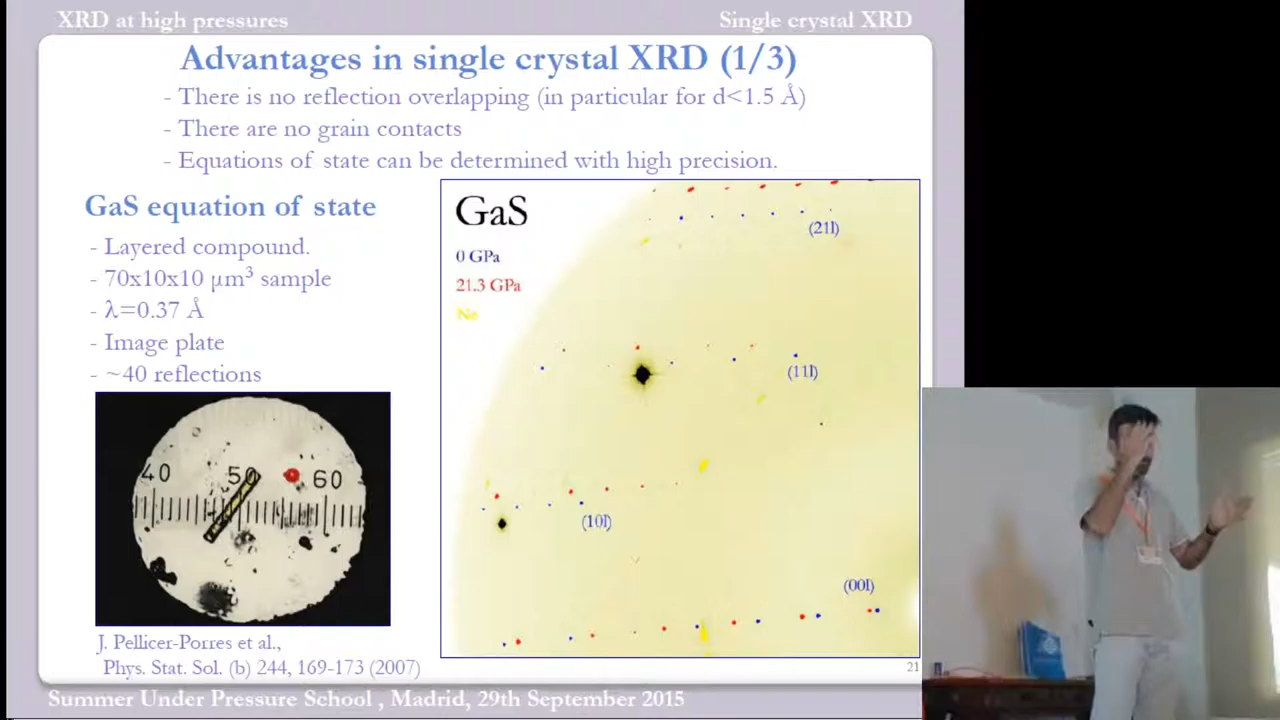 XRD at high pressures
Single crystal XRD
Advantages in single crystal XRD (1/3)
- There is no reflection overlapping (in particular for d<1.5 Å)
- There are no grain contacts
- Equations of state can be determined with high precision.
GaS equation of state
- Layered compound.
- 70x10x10 µm³ sample
- λ=0.37 Å
- Image plate
- ~40 reflections
40 50 60
J. Pellicer-Porres et al.,
Phys. Stat. Sol. (b) 244, 169-173 (2007)
GaS
0 GPa
21.3 GPa
Ne
(21l)
(11l)
(10l)
(00l)
21
Summer Under Pressure School , Madrid, 29th September 2015